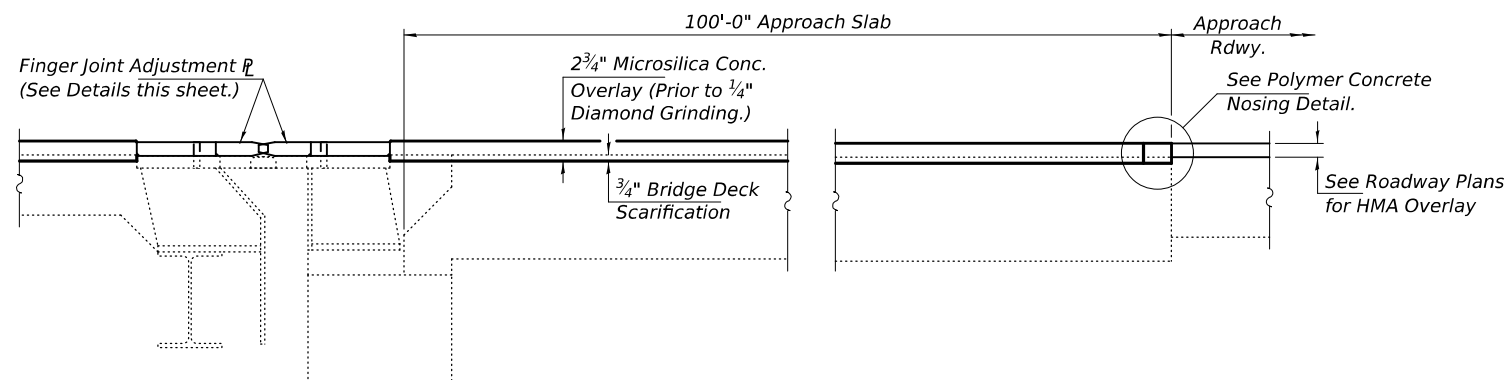 100'-0" Approach Slab
Approach
Rdwy.
Finger Joint Adjustment ⅊
(See Details this sheet.)
2¾" Microsilica Conc.
Overlay (Prior to ¼"
Diamond Grinding.)
See Polymer Concrete
Nosing Detail.
¾" Bridge Deck
Scarification
See Roadway Plans
for HMA Overlay